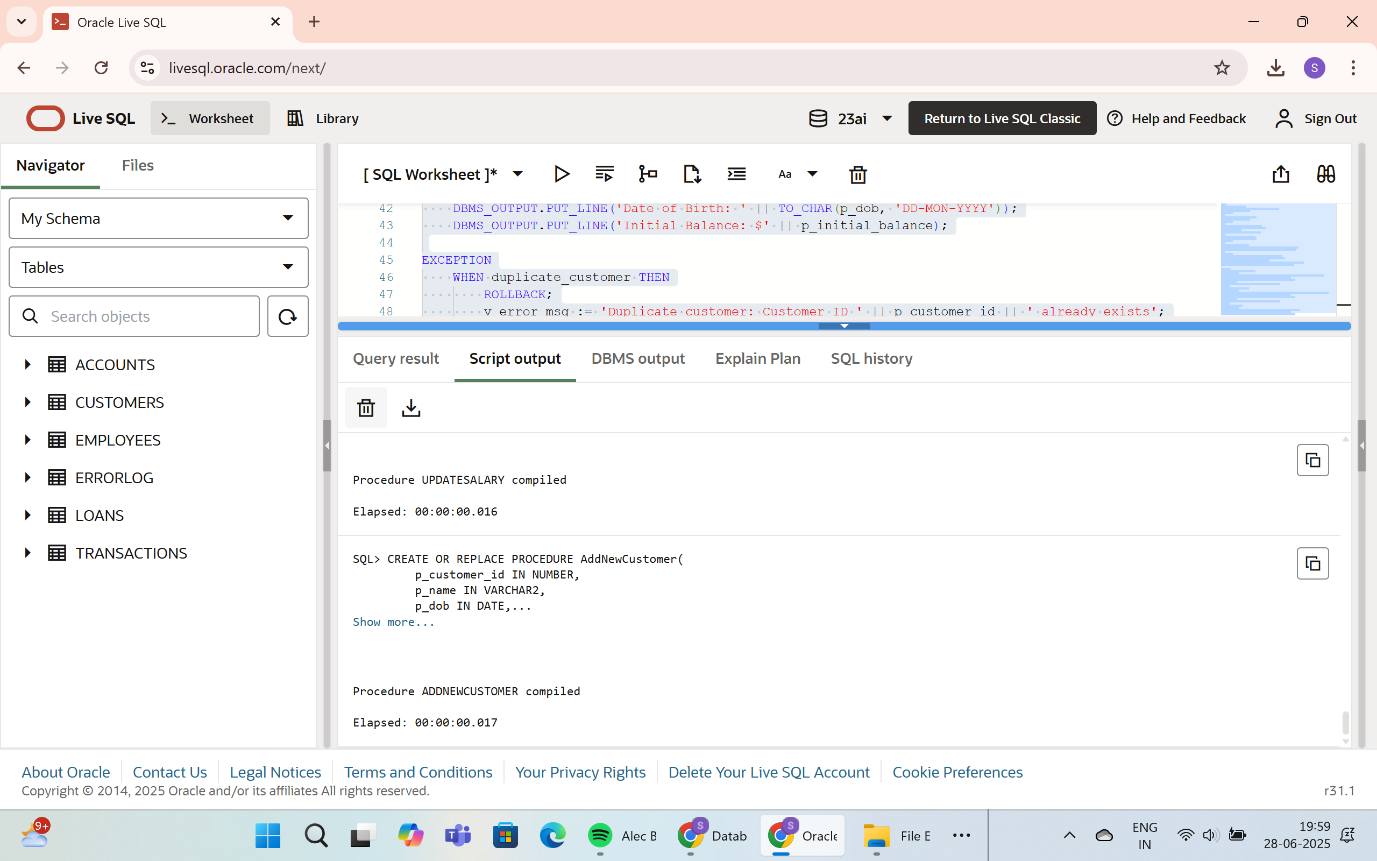 Oracle Live SQL
livesql.oracle.com/next/
S
Live SQL
Worksheet
Library
23ai
Return to Live SQL Classic
Help and Feedback
Sign Out
Navigator
Files
My Schema
Tables
Search objects
ACCOUNTS
CUSTOMERS
EMPLOYEES
ERRORLOG
LOANS
TRANSACTIONS
[ SQL Worksheet ]*
Aa
42 DBMS_OUTPUT.PUT_LINE('Date of Birth: ' || TO_CHAR(p_dob, 'DD-MON-YYYY'));
43 DBMS_OUTPUT.PUT_LINE('Initial Balance: $' || p_initial_balance);
44
45 EXCEPTION
46 WHEN duplicate_customer THEN
47 ROLLBACK;
48 v_error_msg := 'Duplicate customer: Customer ID ' || p_customer_id || ' already exists';
Query result
Script output
DBMS output
Explain Plan
SQL history
Procedure UPDATESALARY compiled
Elapsed: 00:00:00.016
SQL> CREATE OR REPLACE PROCEDURE AddNewCustomer(
p_customer_id IN NUMBER,
p_name IN VARCHAR2,
p_dob IN DATE,...
Show more...
Procedure ADDNEWCUSTOMER compiled
Elapsed: 00:00:00.017
About Oracle
Contact Us
Legal Notices
Terms and Conditions
Your Privacy Rights
Delete Your Live SQL Account
Cookie Preferences
Copyright © 2014, 2025 Oracle and/or its affiliates All rights reserved.
r31.1
9+
Alec B
S
Datab
S
Oracle
File E
ENG
IN
19:59
28-06-2025